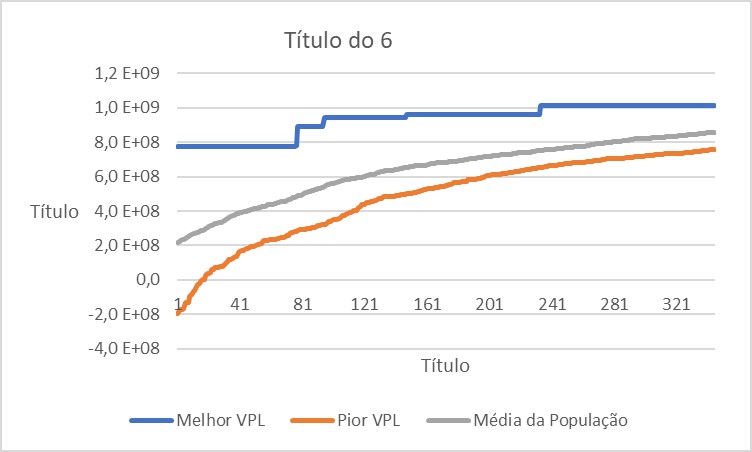 Título do 6
1,2 E+09
1,0 E+09
8,0 E+08
6,0 E+08
4,0 E+08
2,0 E+08
0,0
-2,0 E+08
-4,0 E+08
Título
1 41 81 121 161 201 241 281 321
Título
Melhor VPL Pior VPL Média da População